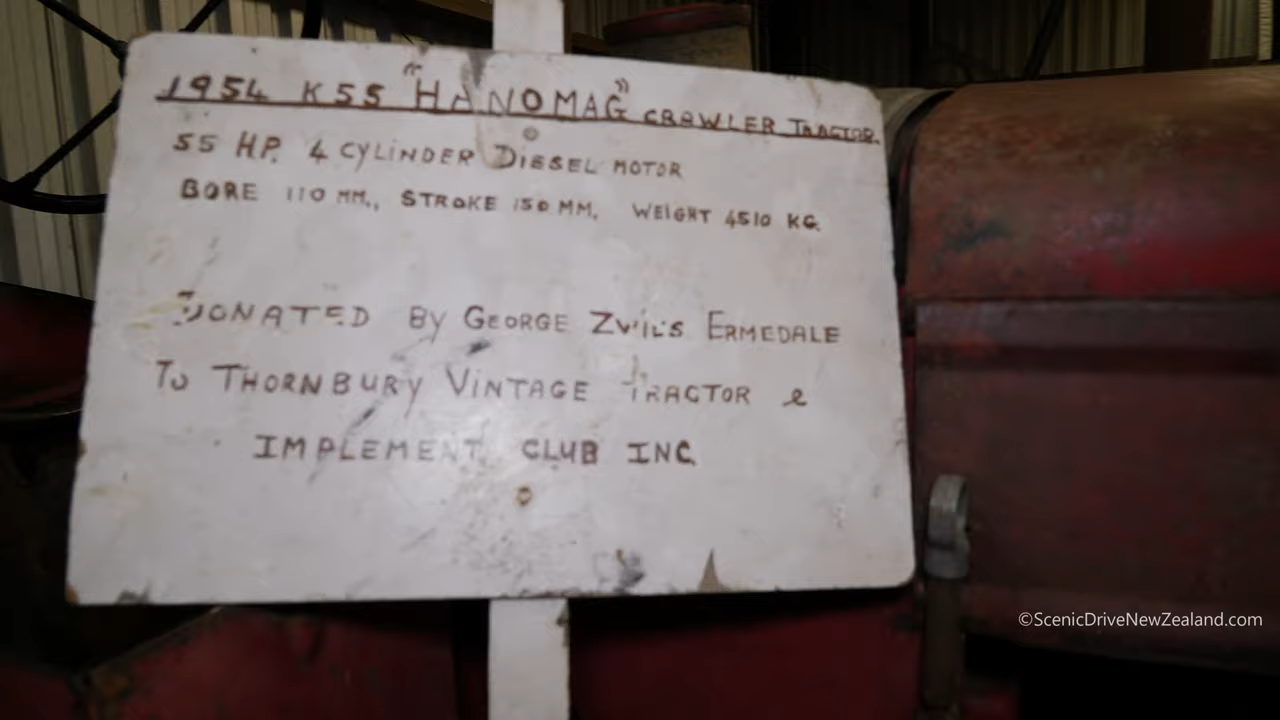 1954 K55 "HANOMAG" CRAWLER TRACTOR.
55 HP. 4 CYLINDER DIESEL MOTOR
BORE 110 MM., STROKE 150 MM. WEIGHT 4510 KG.
DONATED BY GEORGE ERMEDALE
TO THORNBURY VINTAGE TRACTOR &
IMPLEMENT CLUB INC.
©ScenicDriveNewZealand.com